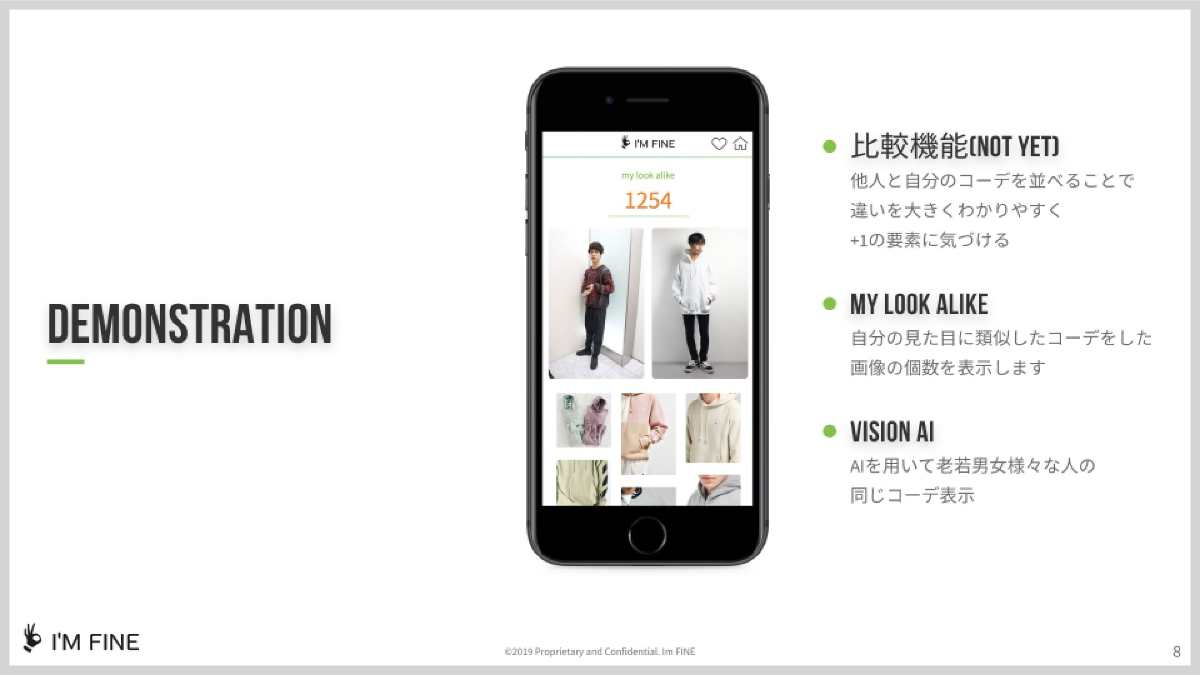 DEMONSTRATION
I'M FINE
my look alike
1254
比較機能(NOT YET)
他人と自分のコーデを並べることで
違いを大きくわかりやすく
+1の要素に気づける
MY LOOK ALIKE
自分の見た目に類似したコーデをした
画像の個数を表示します
VISION AI
AIを用いて老若男女様々な人の
同じコーデ表示
I'M FINE
©2019 Proprietary and Confidential. Im FINE
8